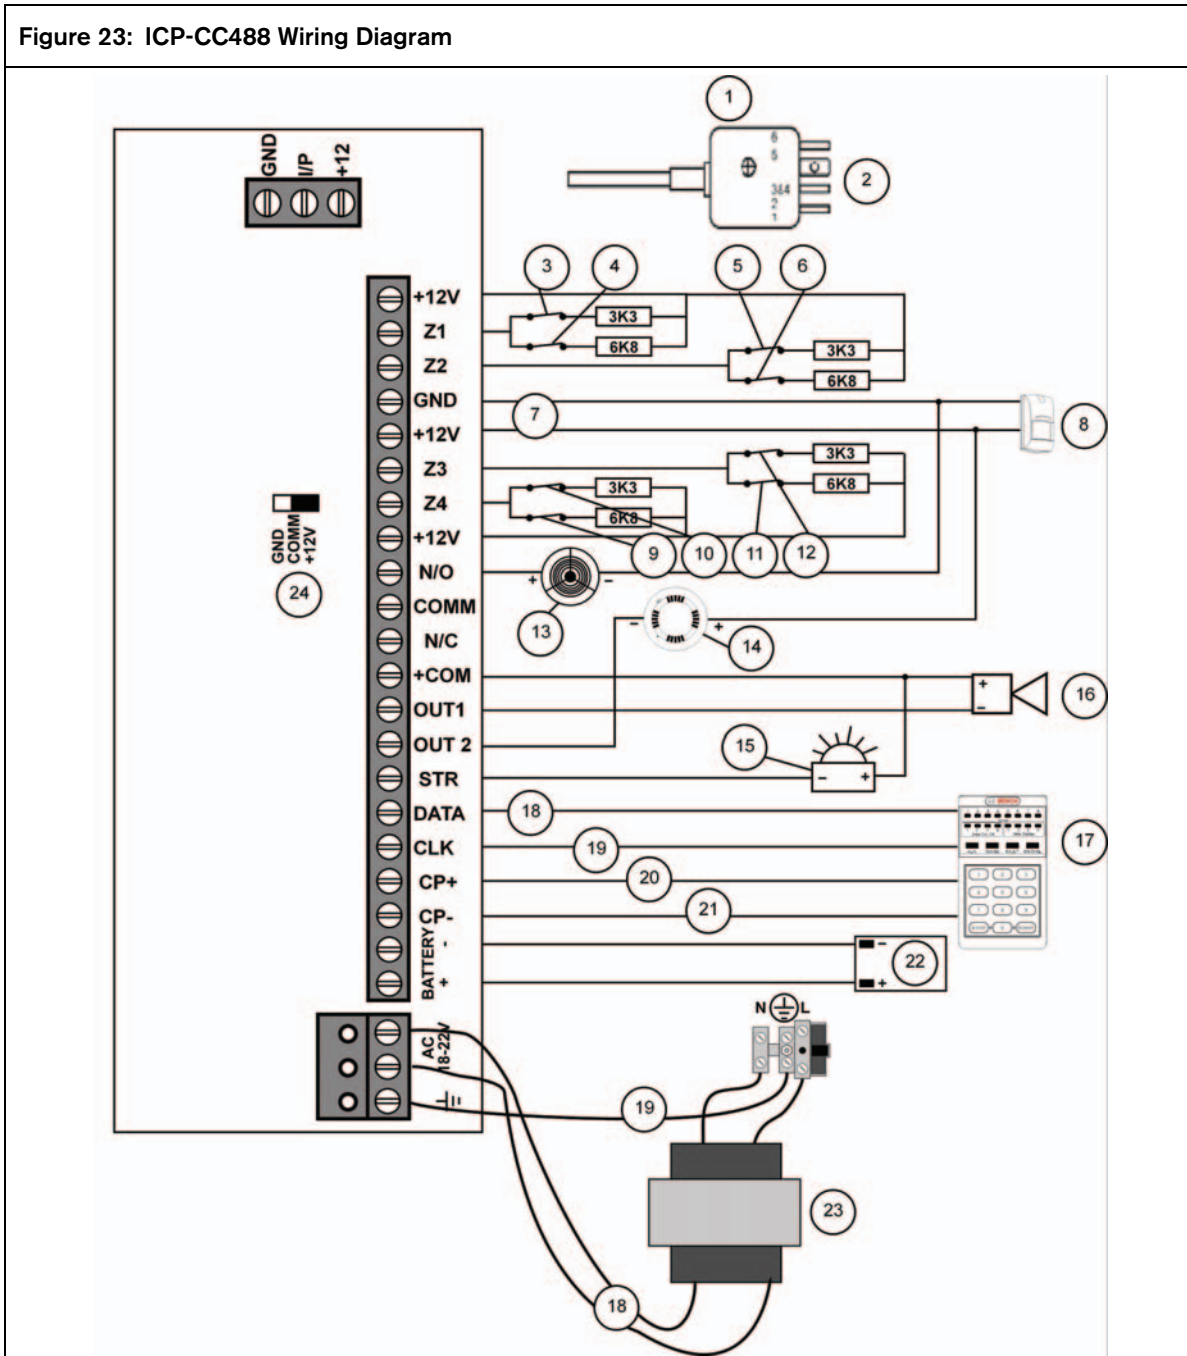 Figure 23: ICP-CC488 Wiring Diagram
1
6
5
3&4
2
1
2
GND
I/P
+12
3
4
5
6
+12V
3K3
Z1
6K8
3K3
Z2
6K8
GND
7
8
+12V
Z3
3K3
6K8
Z4
3K3
6K8
+12V
9
10
11
12
GND
COMM
+12V
24
N/O
+
-
13
COMM
-
+
14
N/C
+COM
+
-
16
OUT1
OUT 2
15
-
+
STR
DATA
18
BOSCH
17
CLK
19
CP+
20
CP-
21
BATTERY
-
+
-
+
22
N
L
AC
18-22V
19
23
18